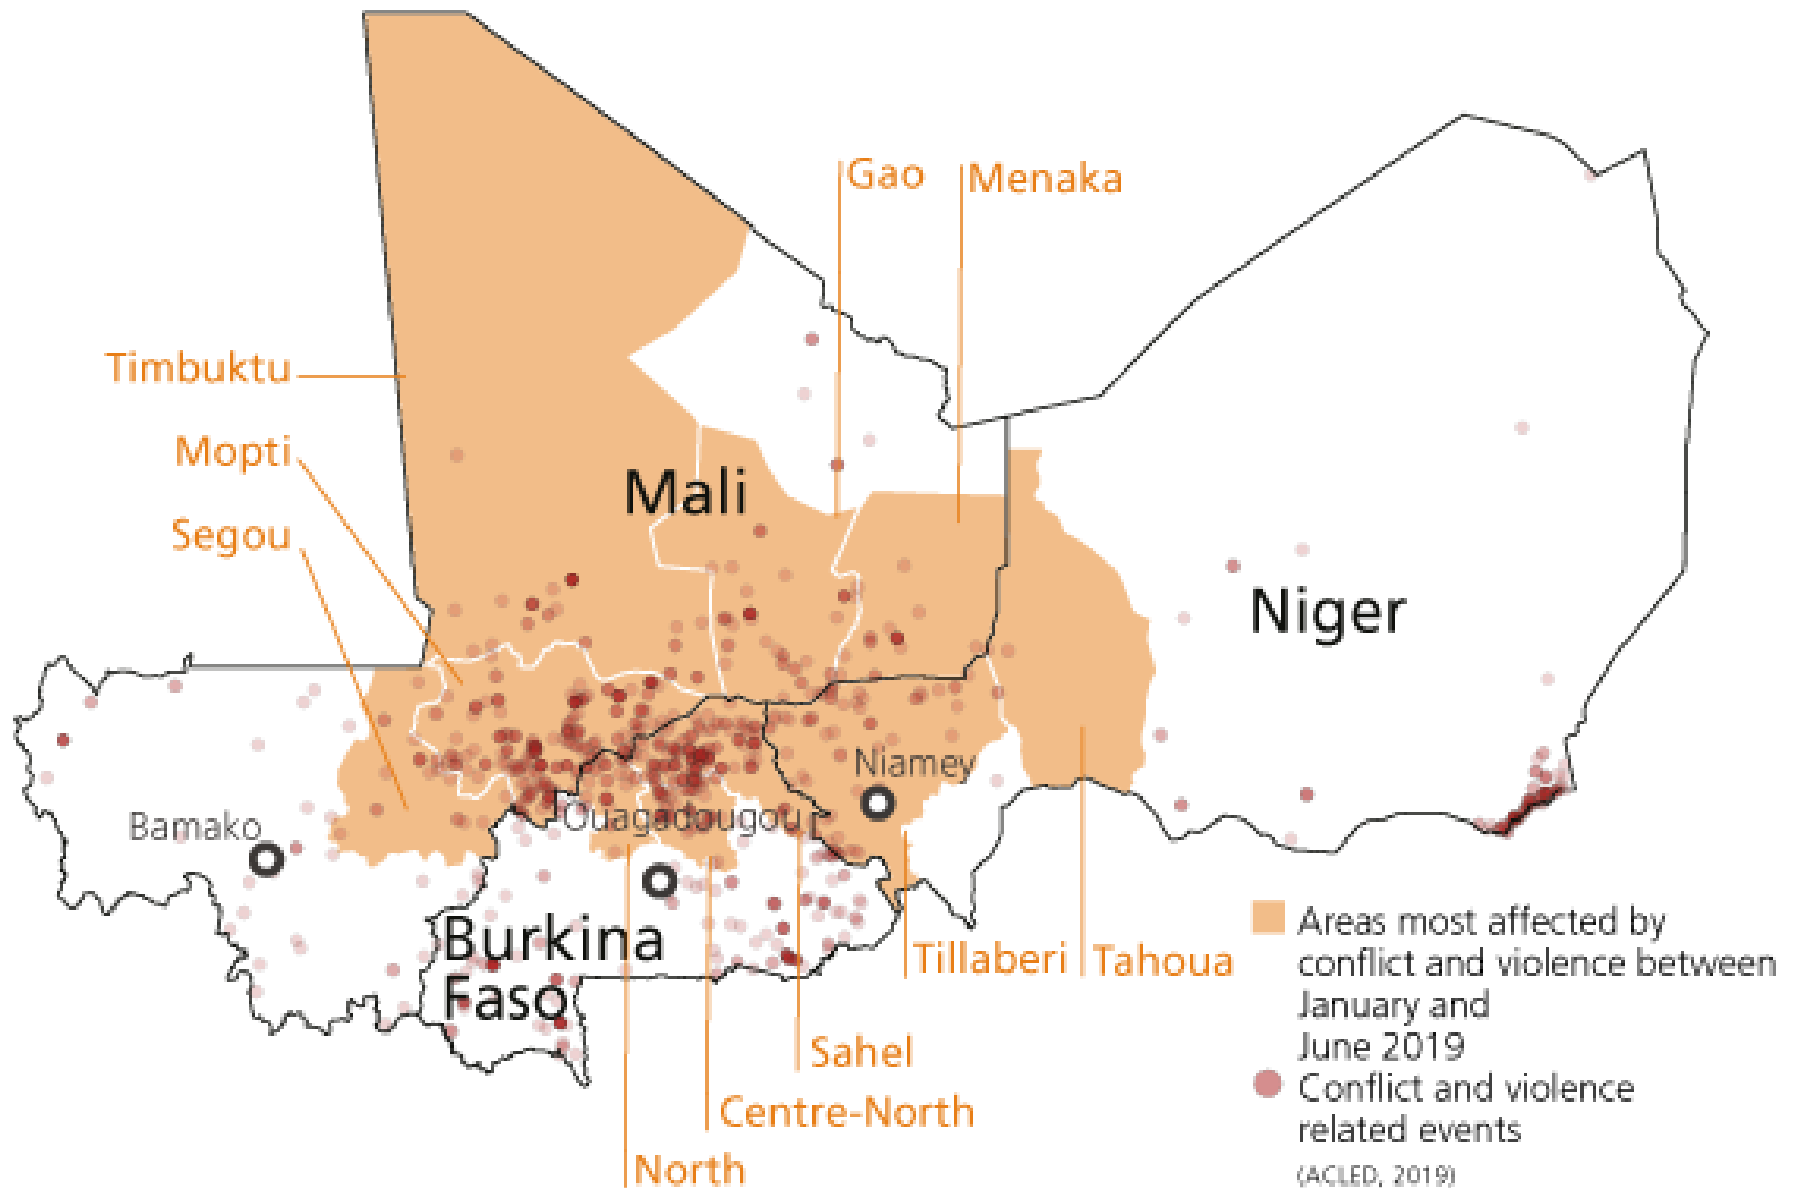 Gao
Menaka
Timbuktu
Mopti
Segou
Mali
Niger
Niamey
Ouagadougou
Bamako
Burkina
Faso
Tillaberi
Tahoua
Sahel
Centre-North
North
Areas most affected by
conflict and violence between
January and
June 2019
Conflict and violence
related events
(ACLED, 2019)